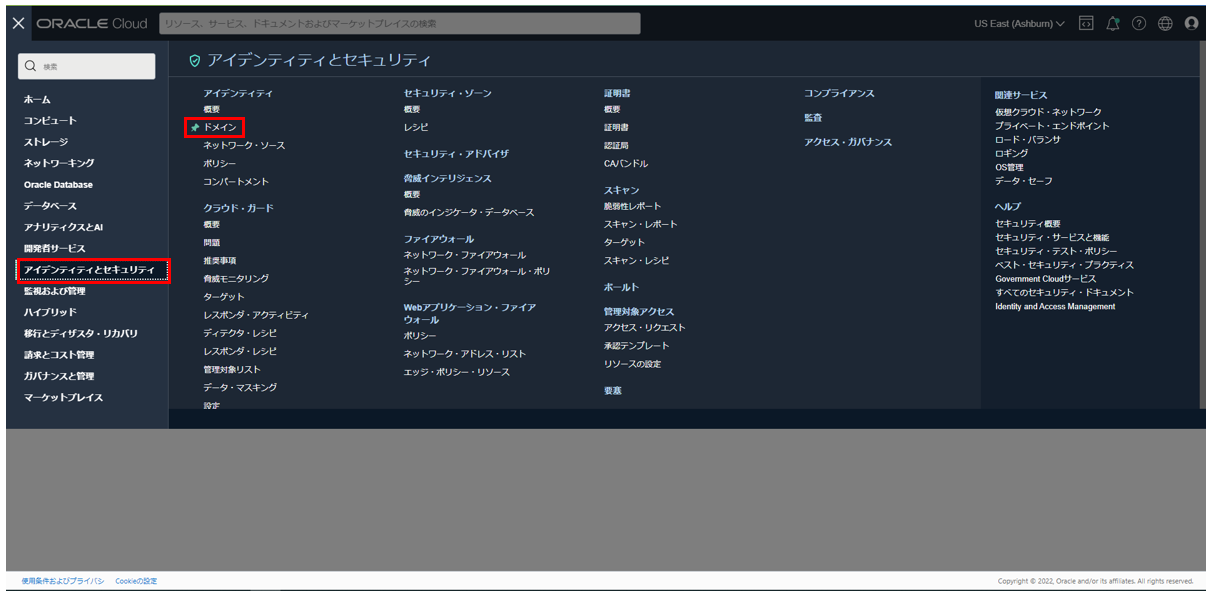 ORACLE Cloud
リソース、サービス、ドキュメントおよびマーケットプレイスの検索
US East (Ashburn)
検索
ホーム
コンピュート
ストレージ
ネットワーキング
Oracle Database
データベース
アナリティクスとAI
開発者サービス
アイデンティティとセキュリティ
監視および管理
ハイブリッド
移行とディザスタ・リカバリ
請求とコスト管理
ガバナンスと管理
マーケットプレイス
アイデンティティとセキュリティ
アイデンティティ
概要
ドメイン
ネットワーク・ソース
ポリシー
コンパートメント
クラウド・ガード
概要
問題
推奨事項
脅威モニタリング
ターゲット
レスポンダ・アクティビティ
ディテクタ・レシピ
レスポンダ・レシピ
管理対象リスト
データ・マスキング
設定
セキュリティ・ゾーン
概要
レシピ
セキュリティ・アドバイザ
脅威インテリジェンス
概要
脅威のインジケータ・データベース
ファイアウォール
ネットワーク・ファイアウォール
ネットワーク・ファイアウォール・ポリ
シー
Webアプリケーション・ファイア
ウォール
ポリシー
ネットワーク・アドレス・リスト
エッジ・ポリシー・リソース
証明書
概要
証明書
認証局
CAバンドル
スキャン
脆弱性レポート
スキャン・レポート
ターゲット
スキャン・レシピ
ボールト
管理対象アクセス
アクセス・リクエスト
承認テンプレート
リソースの設定
要塞
コンプライアンス
監査
アクセス・ガバナンス
関連サービス
仮想クラウド・ネットワーク
プライベート・エンドポイント
ロード・バランサ
ロギング
OS管理
データ・セーフ
ヘルプ
セキュリティ概要
セキュリティ・サービスと機能
セキュリティ・テスト・ポリシー
ベスト・セキュリティ・プラクティス
Government Cloudサービス
すべてのセキュリティ・ドキュメント
Identity and Access Management
使用条件およびプライバシ
Cookieの設定
Copyright © 2022, Oracle and/or its affiliates. All rights reserved.